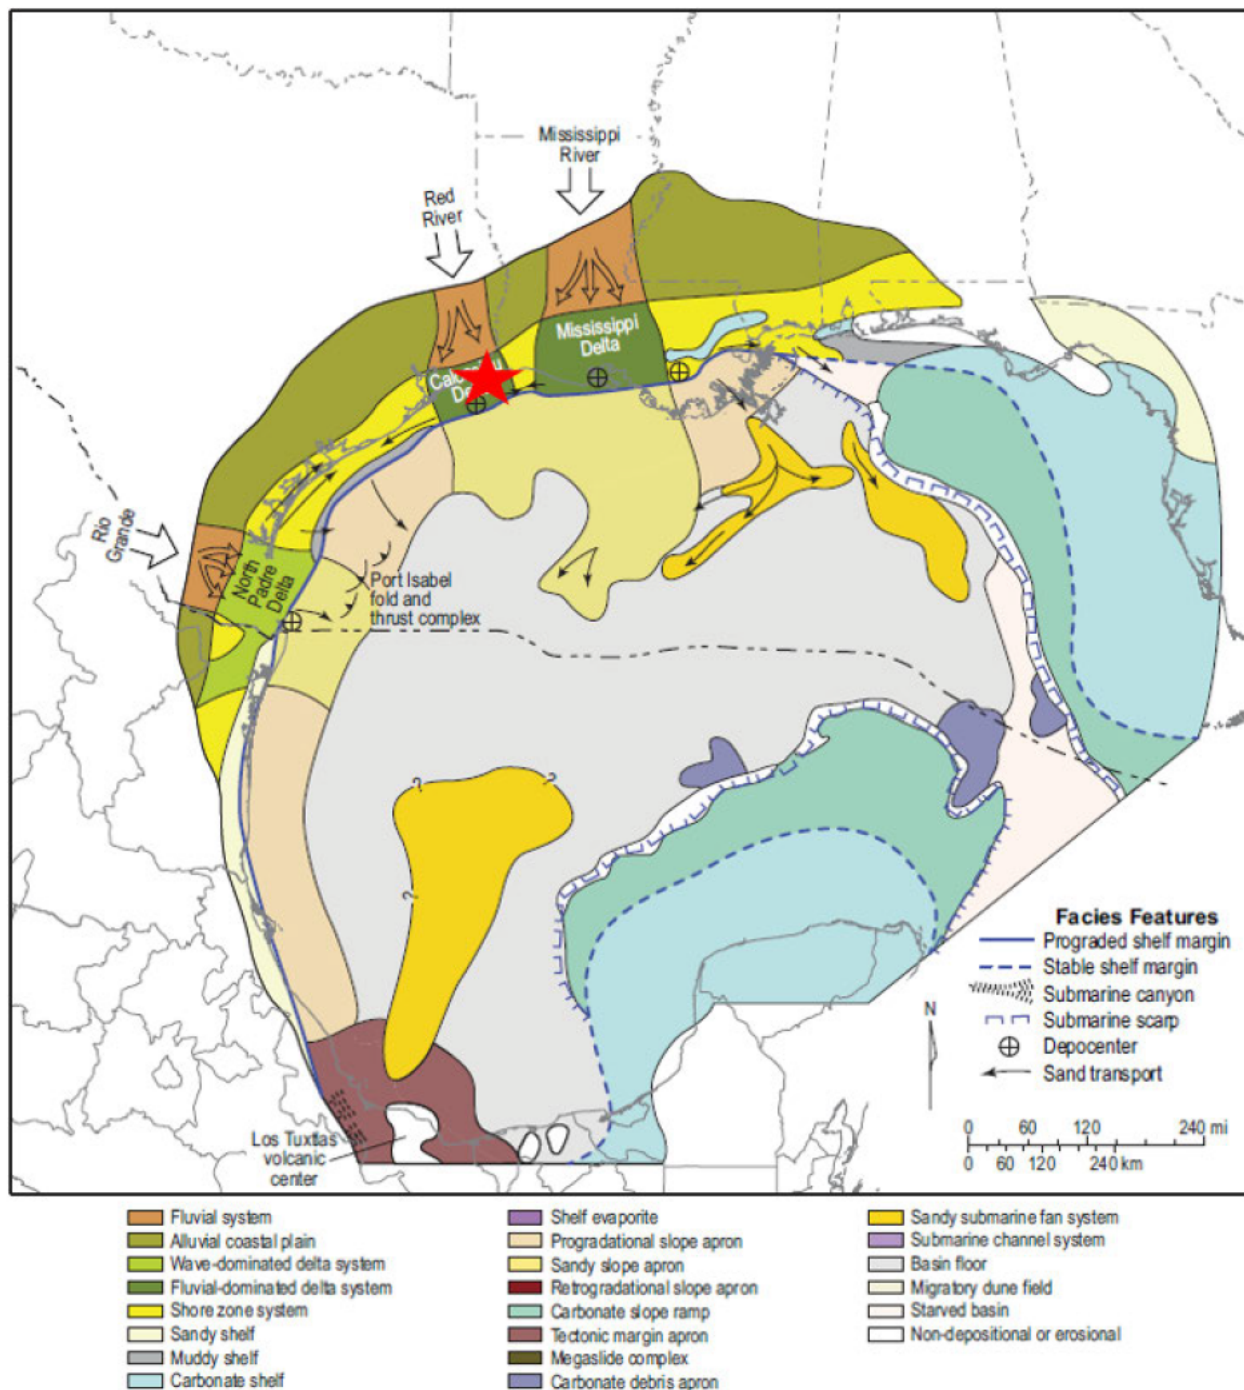 Mississippi
River
Red
River
Mississippi
Delta
Rio
Grande
North
Padre
Delta
Port Isabel
fold and
thrust complex
?
?
?
Los Tuxtlas
volcanic
center
N
Facies Features
Prograded shelf margin
Stable shelf margin
Submarine canyon
Submarine scarp
Depocenter
Sand transport
0 60 120 240 mi
0 60 120 240 km
Fluvial system
Alluvial coastal plain
Wave-dominated delta system
Fluvial-dominated delta system
Shore zone system
Sandy shelf
Muddy shelf
Carbonate shelf
Shelf evaporite
Progradational slope apron
Sandy slope apron
Retrogradational slope apron
Carbonate slope ramp
Tectonic margin apron
Megaslide complex
Carbonate debris apron
Sandy submarine fan system
Submarine channel system
Basin floor
Migratory dune field
Starved basin
Non-depositional or erosional